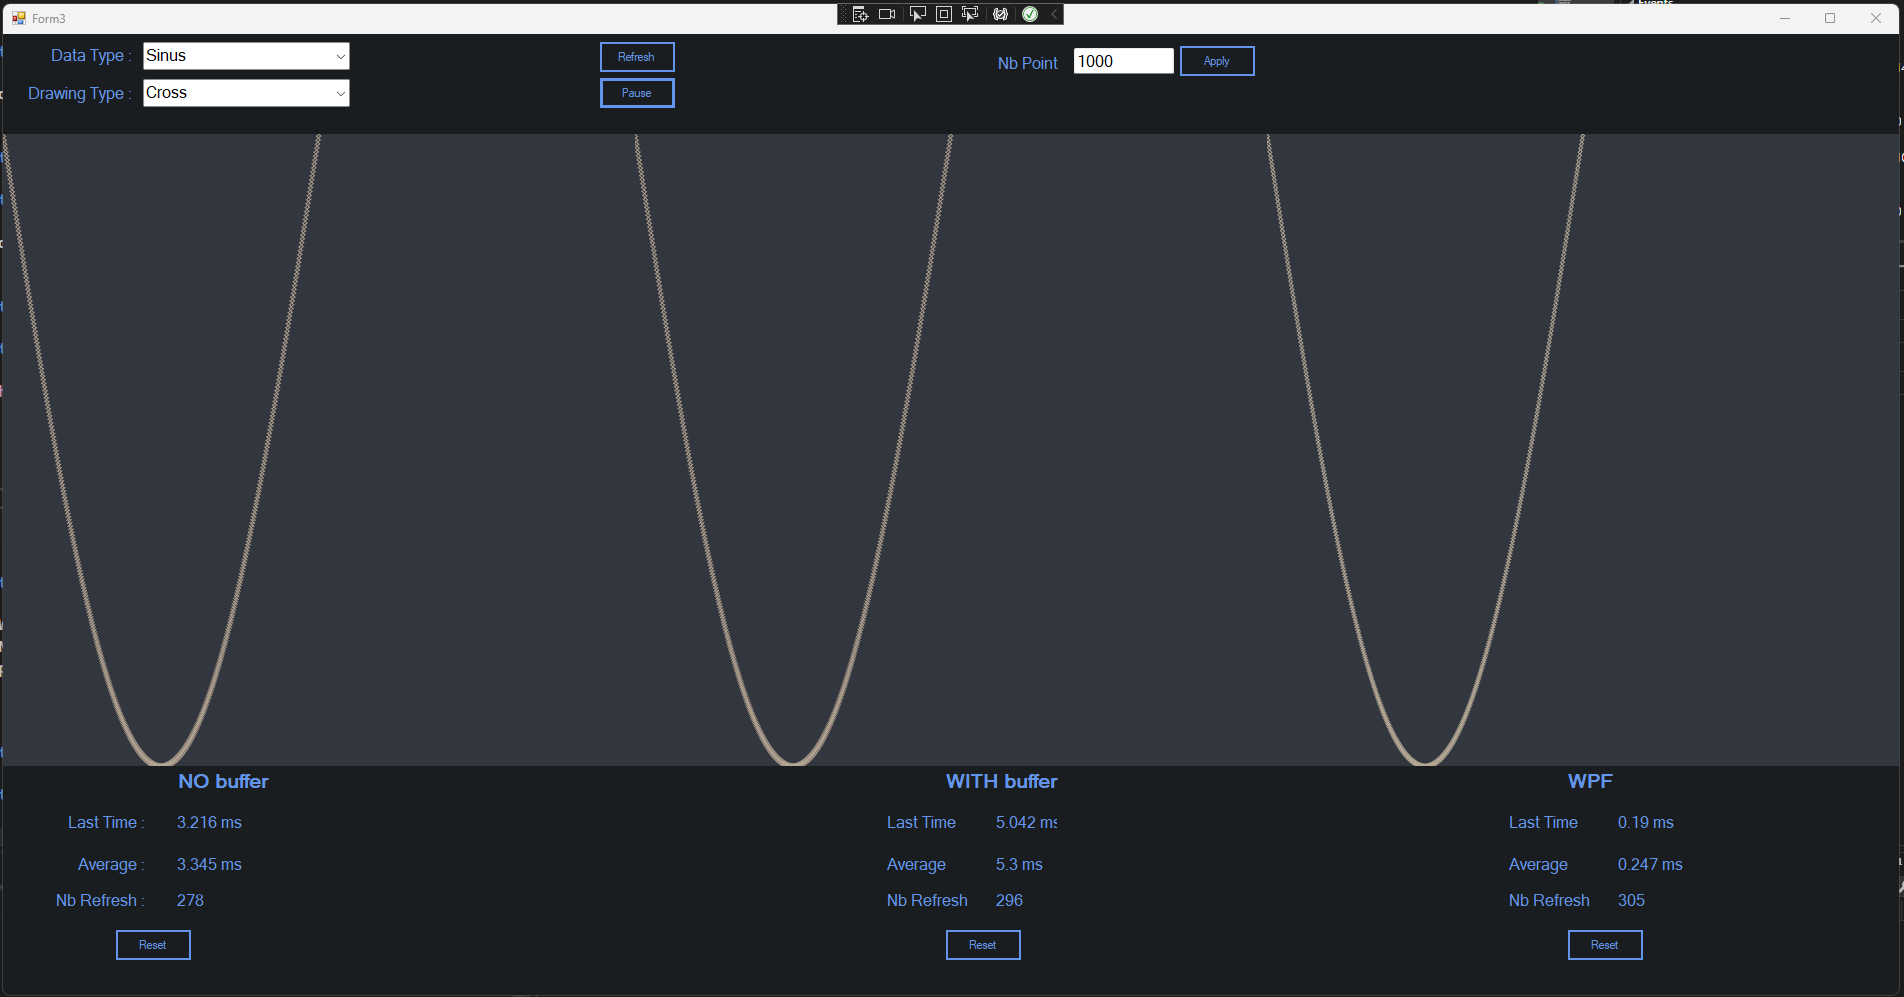 Form3
Events
Data Type :
Sinus
Refresh
Nb Point
1000
Apply
Drawing Type :
Cross
Pause
NO buffer
WITH buffer
WPF
Last Time :
3.216 ms
Last Time
5.042 ms
Last Time
0.19 ms
Average :
3.345 ms
Average
5.3 ms
Average
0.247 ms
Nb Refresh :
278
Nb Refresh
296
Nb Refresh
305
Reset
Reset
Reset